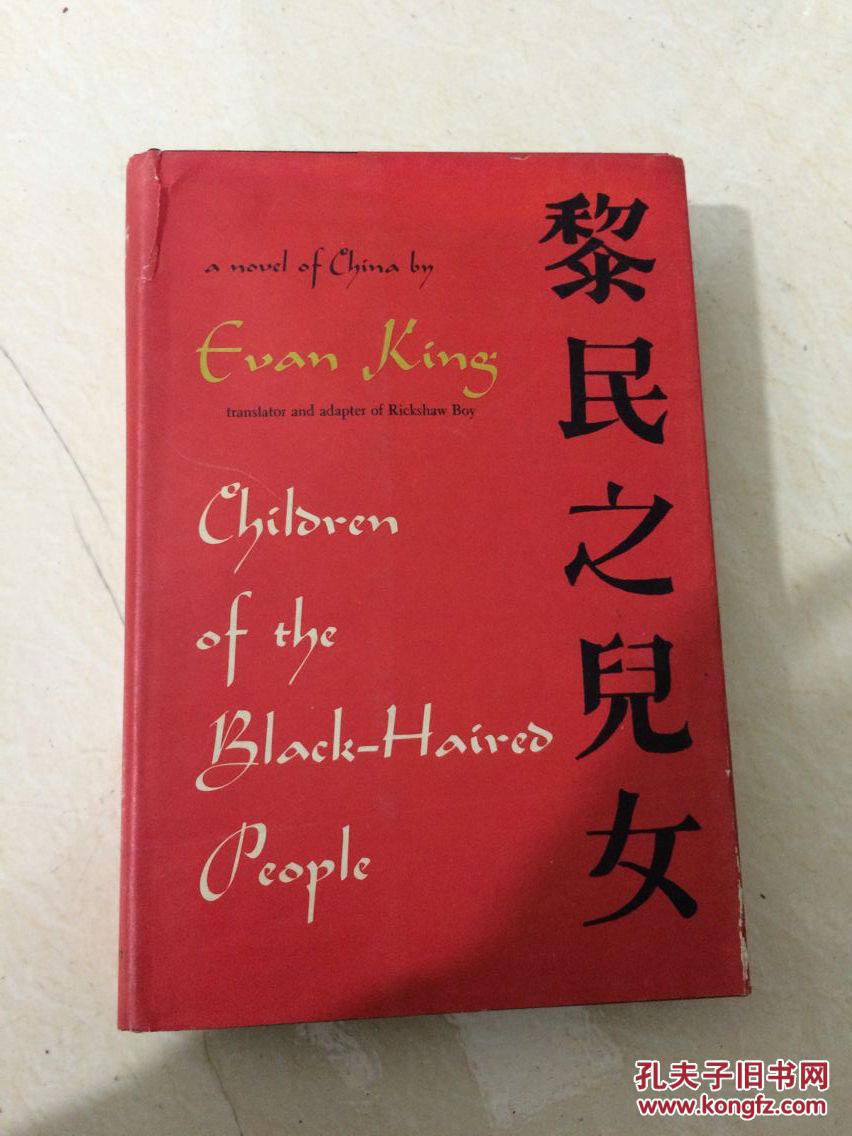 a novel of China by
Evan King
translator and adapter of Rickshaw Boy
Children
of the
Black-Haired
People
黎民之兒女
孔夫子旧书网
www.kongfz.com